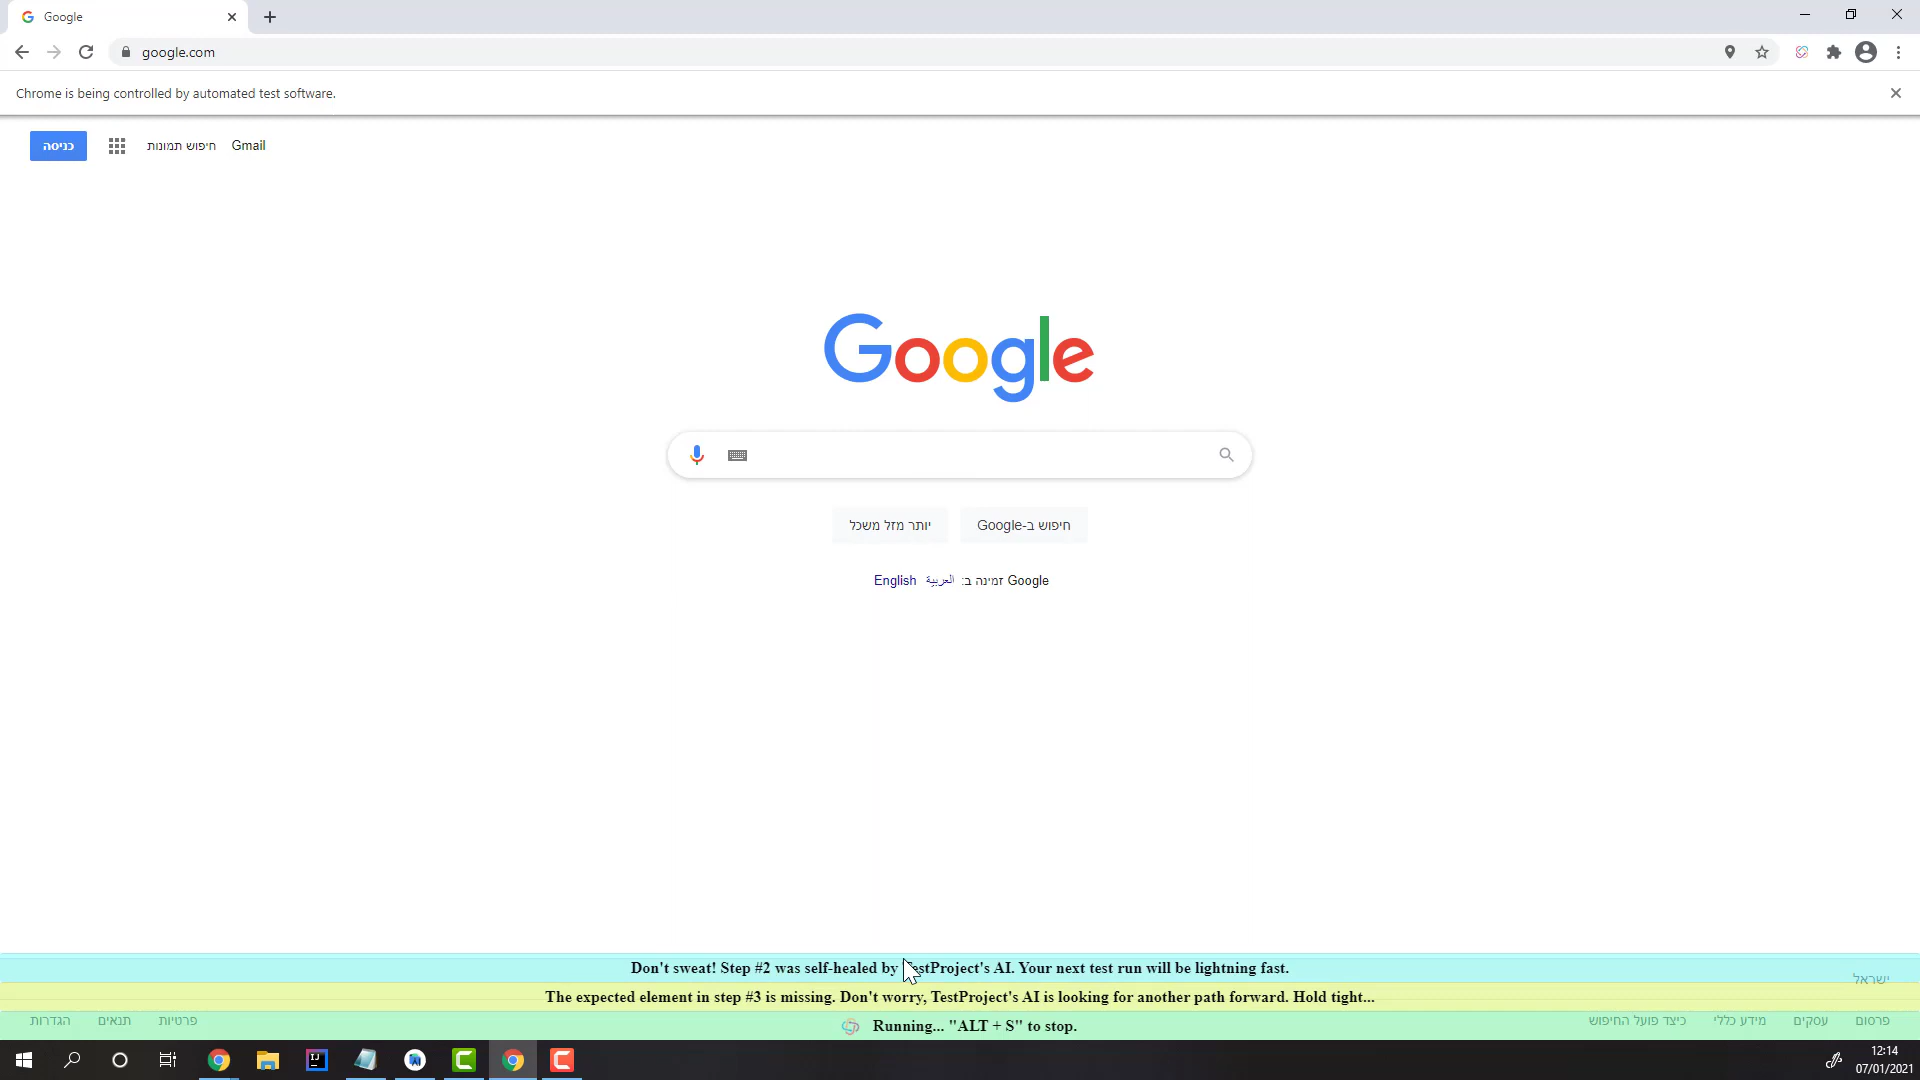 Google
google.com
Chrome is being controlled by automated test software.
כניסה
חיפוש תמונות
Gmail
Google
יותר מזל משכל
חיפוש ב-Google
Google זמינה ב: العربية English
Don't sweat! Step #2 was self-healed by estProject's AI. Your next test run will be lightning fast.
ישראל
The expected element in step #3 is missing. Don't worry, TestProject's AI is looking for another path forward. Hold tight...
Running... "ALT + S" to stop.
פרסום
עסקים
מידע כללי
כיצד פועל החיפוש
פרטיות
תנאים
הגדרות
12:14
07/01/2021